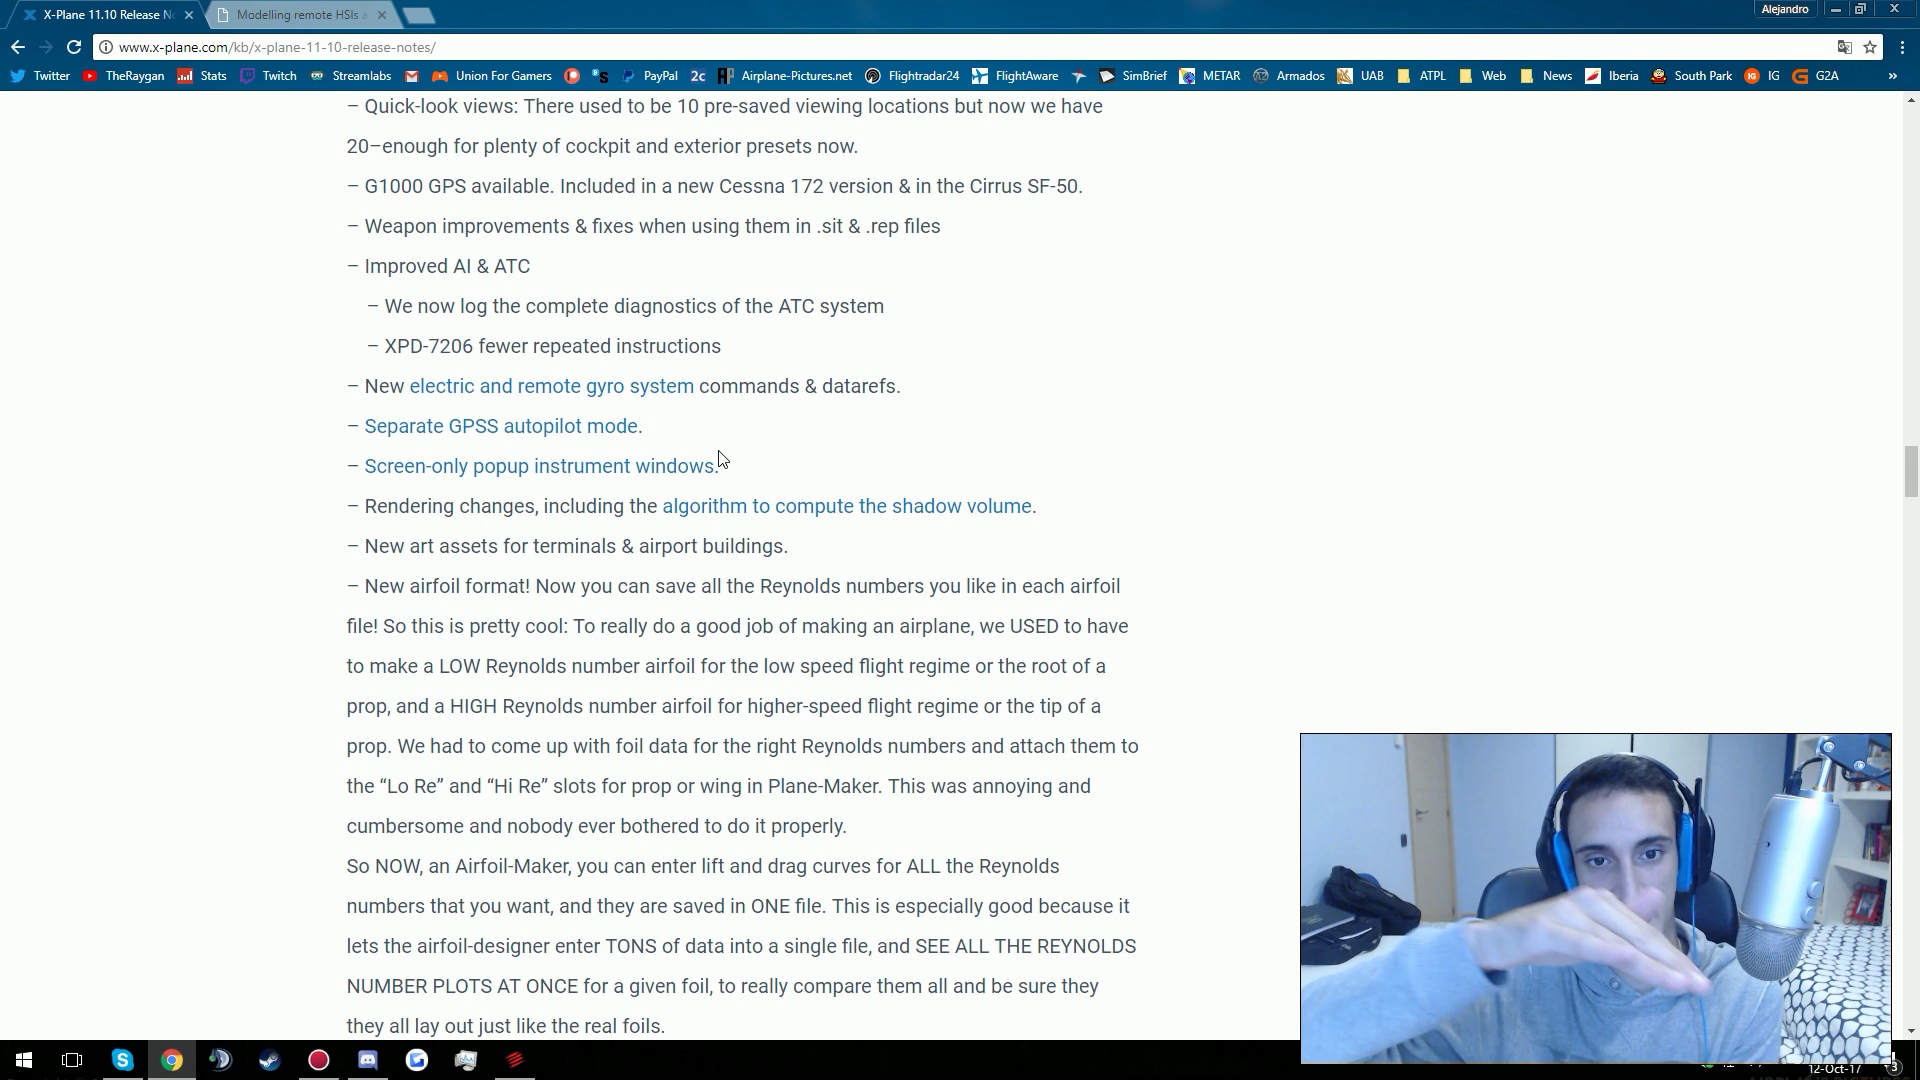 X-Plane 11.10 Release N
Modelling remote HSIs a
Alejandro
www.x-plane.com/kb/x-plane-11-10-release-notes/
Twitter TheRaygan Stats Twitch Streamlabs Union For Gamers PayPal 2c Airplane-Pictures.net Flightradar24 FlightAware SimBrief METAR Armados UAB ATPL Web News Iberia South Park IG G2A »
– Quick-look views: There used to be 10 pre-saved viewing locations but now we have
20–enough for plenty of cockpit and exterior presets now.
– G1000 GPS available. Included in a new Cessna 172 version & in the Cirrus SF-50.
– Weapon improvements & fixes when using them in .sit & .rep files
– Improved AI & ATC
– We now log the complete diagnostics of the ATC system
– XPD-7206 fewer repeated instructions
– New electric and remote gyro system commands & datarefs.
– Separate GPSS autopilot mode.
– Screen-only popup instrument windows.
– Rendering changes, including the algorithm to compute the shadow volume.
– New art assets for terminals & airport buildings.
– New airfoil format! Now you can save all the Reynolds numbers you like in each airfoil
file! So this is pretty cool: To really do a good job of making an airplane, we USED to have
to make a LOW Reynolds number airfoil for the low speed flight regime or the root of a
prop, and a HIGH Reynolds number airfoil for higher-speed flight regime or the tip of a
prop. We had to come up with foil data for the right Reynolds numbers and attach them to
the “Lo Re” and “Hi Re” slots for prop or wing in Plane-Maker. This was annoying and
cumbersome and nobody ever bothered to do it properly.
So NOW, an Airfoil-Maker, you can enter lift and drag curves for ALL the Reynolds
numbers that you want, and they are saved in ONE file. This is especially good because it
lets the airfoil-designer enter TONS of data into a single file, and SEE ALL THE REYNOLDS
NUMBER PLOTS AT ONCE for a given foil, to really compare them all and be sure they
they all lay out just like the real foils.
12-Oct-17
3